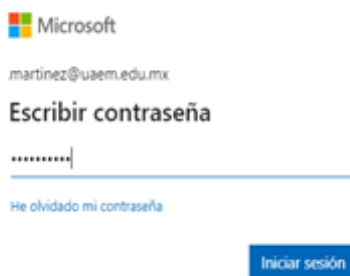 Microsoft
.martinez@uaem.edu.mx
Escribir contraseña
••••••••••
He olvidado mi contraseña
Iniciar sesión